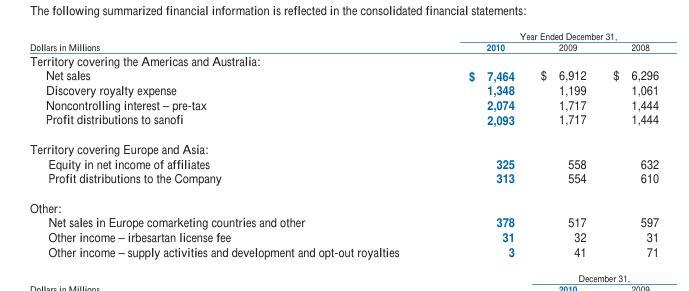 The following summarized financial information is reflected in the consolidated financial statements:
Year Ended December 31,
Dollars in Millions 2010 2009 2008
Territory covering the Americas and Australia:
Net sales $ 7,464 $ 6,912 $ 6,296
Discovery royalty expense 1,348 1,199 1,061
Noncontrolling interest – pre-tax 2,074 1,717 1,444
Profit distributions to sanofi 2,093 1,717 1,444
Territory covering Europe and Asia:
Equity in net income of affiliates 325 558 632
Profit distributions to the Company 313 554 610
Other:
Net sales in Europe comarketing countries and other 378 517 597
Other income – irbesartan license fee 31 32 31
Other income – supply activities and development and opt-out royalties 3 41 71
December 31,
Dollars in Millions 2010 2009